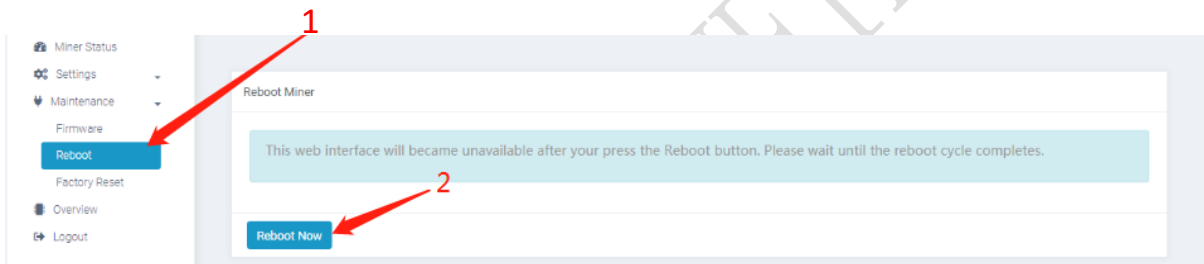 1
Miner Status
Settings
Maintenance
Firmware
Reboot
Factory Reset
Overview
Logout
Reboot Miner
This web interface will became unavailable after your press the Reboot button. Please wait until the reboot cycle completes.
2
Reboot Now